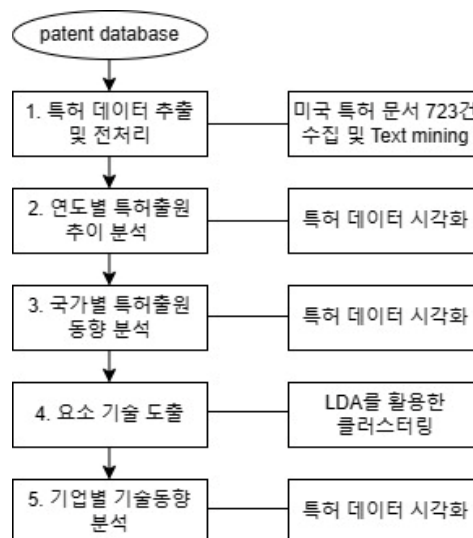 patent database
1. 특허 데이터 추출
및 전처리
미국 특허 문서 723건
수집 및 Text mining
2. 연도별 특허출원
추이 분석
특허 데이터 시각화
3. 국가별 특허출원
동향 분석
특허 데이터 시각화
4. 요소 기술 도출
LDA를 활용한
클러스터링
5. 기업별 기술동향
분석
특허 데이터 시각화